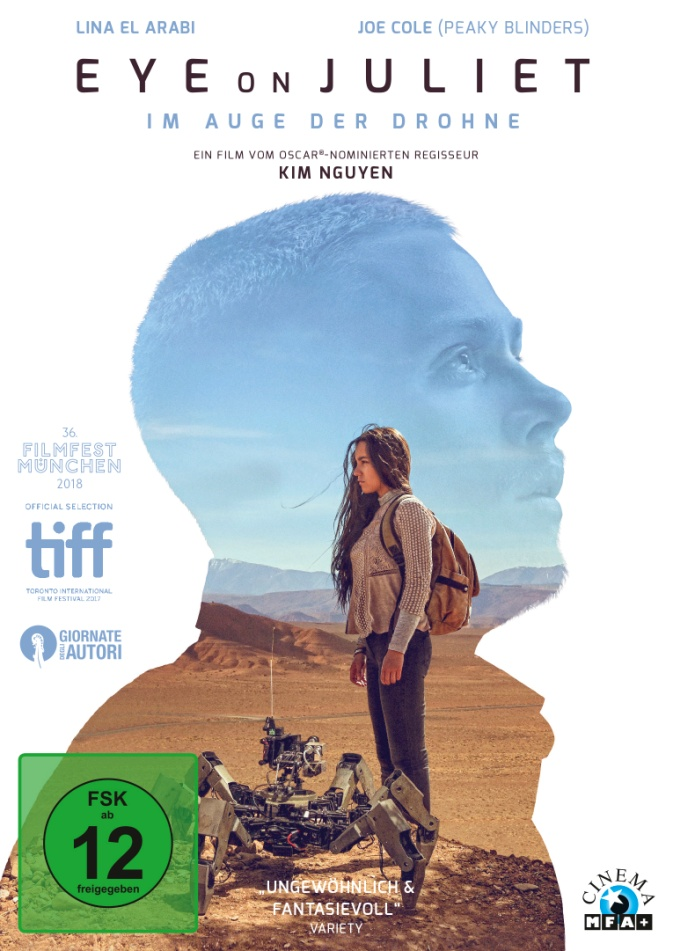 LINA EL ARABI
JOE COLE (PEAKY BLINDERS)
EYE ON JULIET
IM AUGE DER DROHNE
EIN FILM VOM OSCAR®-NOMINIERTEN REGISSEUR
KIM NGUYEN
36.
FILMFEST
MÜNCHEN
2018
OFFICIAL SELECTION
tiff
TORONTO INTERNATIONAL
FILM FESTIVAL 2017
GIORNATE
DEGLI AUTORI
FSK
ab
12
freigegeben
„UNGEWÖHNLICH &
FANTASIEVOLL"
VARIETY
CINEMA
MFA+